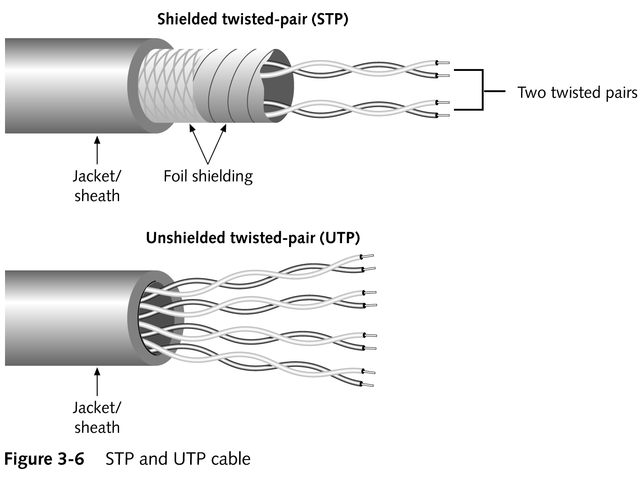 Shielded twisted-pair (STP)
Two twisted pairs
Jacket/
sheath
Foil shielding
Unshielded twisted-pair (UTP)
Jacket/
sheath
Figure 3-6 STP and UTP cable